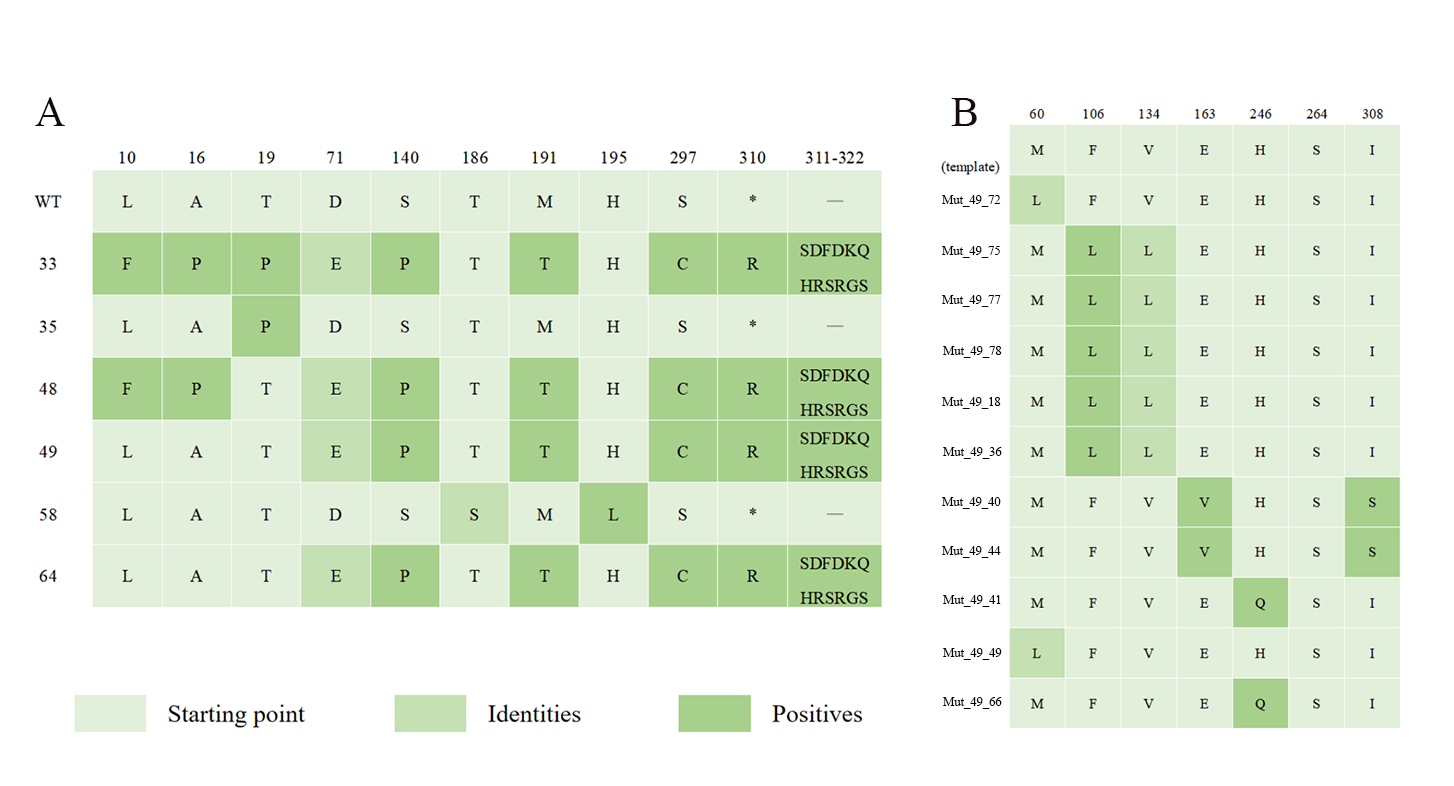 A
10 16 19 71 140 186 191 195 297 310 311-322
WT L A T D S T M H S * —
33 F P P E P T T H C R SDFDKQ
HRSRGS
35 L A P D S T M H S * —
48 F P T E P T T H C R SDFDKQ
HRSRGS
49 L A T E P T T H C R SDFDKQ
HRSRGS
58 L A T D S S M L S * —
64 L A T E P T T H C R SDFDKQ
HRSRGS
Starting point Identities Positives
B
60 106 134 163 246 264 308
(template) M F V E H S I
Mut_49_72 L F V E H S I
Mut_49_75 M L L E H S I
Mut_49_77 M L L E H S I
Mut_49_78 M L L E H S I
Mut_49_18 M L L E H S I
Mut_49_36 M L L E H S I
Mut_49_40 M F V V H S S
Mut_49_44 M F V V H S S
Mut_49_41 M F V E Q S I
Mut_49_49 L F V E H S I
Mut_49_66 M F V E Q S I